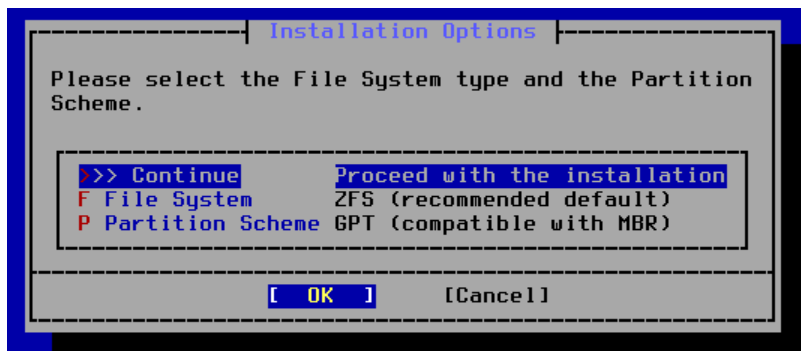 Installation Options
Please select the File System type and the Partition
Scheme.
>>> Continue Proceed with the installation
F File System ZFS (recommended default)
P Partition Scheme GPT (compatible with MBR)
[ OK ] [Cancel]